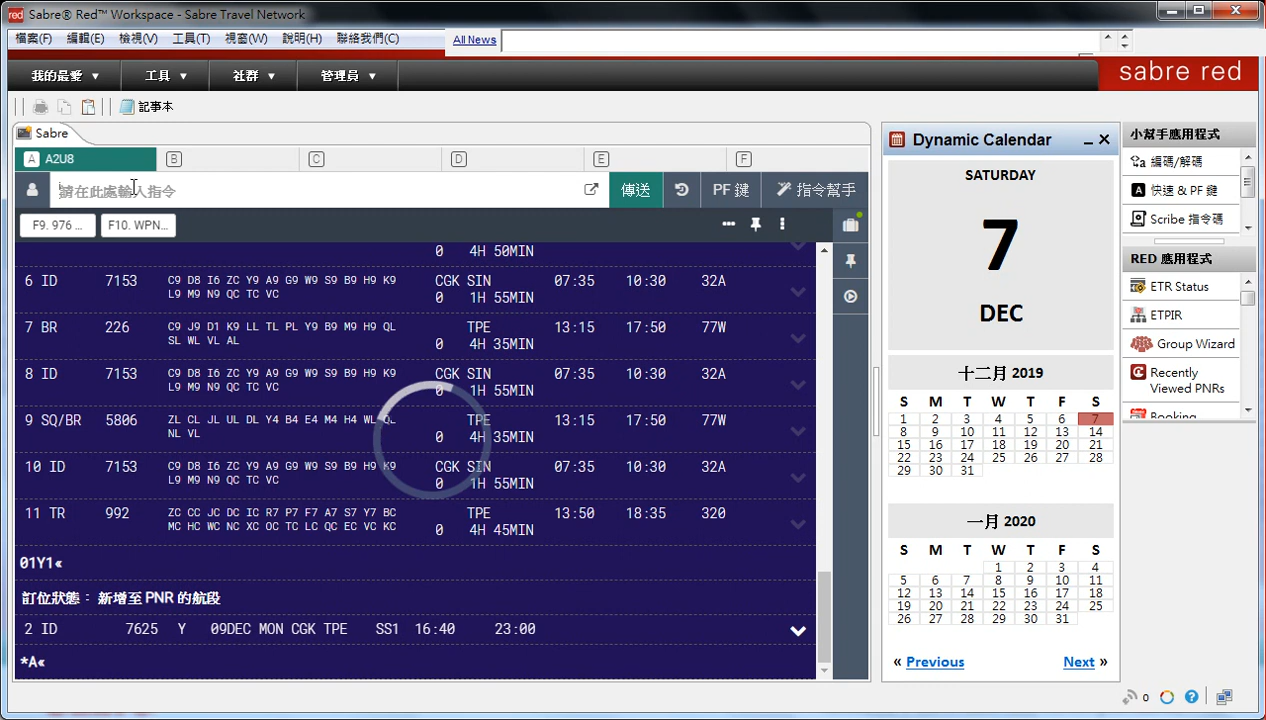 Sabre® Red™ Workspace - Sabre Travel Network
檔案(F) 編輯(E) 檢視(V) 工具(T) 視窗(W) 說明(H) 聯絡我們(C)
All News
我的最愛 工具 社群 管理員
sabre red
記事本
Sabre
A A2U8 B C D E F
請在此處輸入指令 傳送 PF 鍵 指令幫手
F9. 976 ... F10. WPN...
0 4H 50MIN
6 ID 7153 C9 D8 I6 ZC Y9 A9 G9 W9 S9 B9 H9 K9 CGK SIN 07:35 10:30 32A
L9 M9 N9 QC TC VC 0 1H 55MIN
7 BR 226 C9 J9 D1 K9 LL TL PL Y9 B9 M9 H9 QL TPE 13:15 17:50 77W
SL WL VL AL 0 4H 35MIN
8 ID 7153 C9 D8 I6 ZC Y9 A9 G9 W9 S9 B9 H9 K9 CGK SIN 07:35 10:30 32A
L9 M9 N9 QC TC VC 0 1H 55MIN
9 SQ/BR 5806 ZL CL JL UL DL Y4 B4 E4 M4 H4 WL QL TPE 13:15 17:50 77W
NL VL 0 4H 35MIN
10 ID 7153 C9 D8 I6 ZC Y9 A9 G9 W9 S9 B9 H9 K9 CGK SIN 07:35 10:30 32A
L9 M9 N9 QC TC VC 0 1H 55MIN
11 TR 992 ZC CC JC DC IC R7 P7 F7 A7 S7 Y7 BC TPE 13:50 18:35 320
MC HC WC NC XC OC TC LC QC EC VC KC 0 4H 45MIN
01Y1«
訂位狀態： 新增至 PNR 的航段
2 ID 7625 Y 09DEC MON CGK TPE SS1 16:40 23:00
*A«
Dynamic Calendar
SATURDAY
7
DEC
十二月 2019
S M T W T F S
1 2 3 4 5 6 7
8 9 10 11 12 13 14
15 16 17 18 19 20 21
22 23 24 25 26 27 28
29 30 31
一月 2020
S M T W T F S
1 2 3 4
5 6 7 8 9 10 11
12 13 14 15 16 17 18
19 20 21 22 23 24 25
26 27 28 29 30 31
« Previous Next »
小幫手應用程式
編碼/解碼
快速 & PF 鍵
Scribe 指令碼
RED 應用程式
ETR Status
ETPIR
Group Wizard
Recently
Viewed PNRs
Booking
0